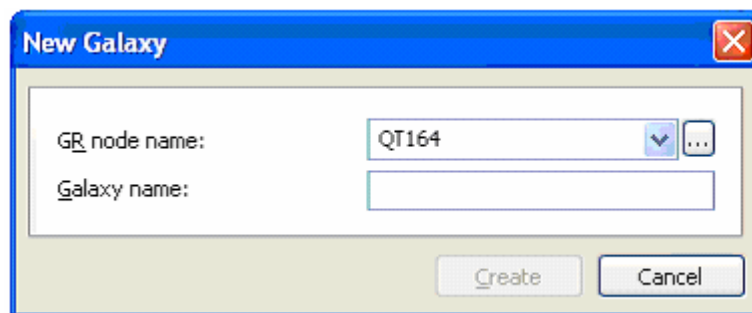 New Galaxy
GR node name: QT164 ...
Galaxy name:
Create Cancel